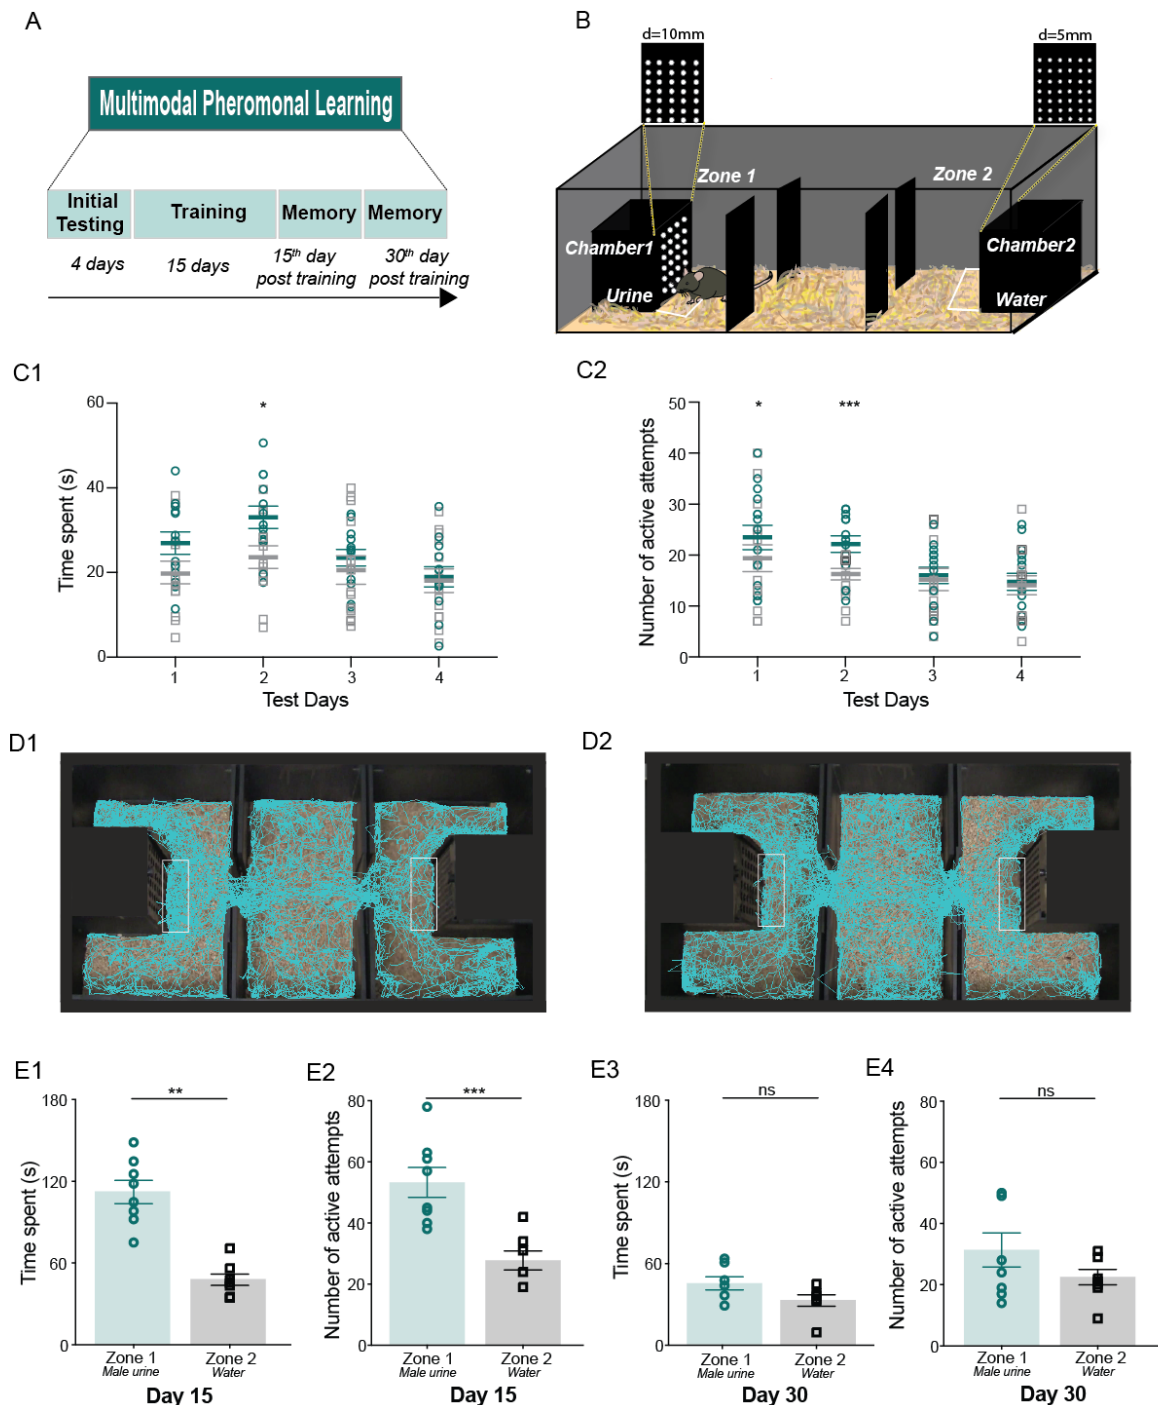 A
Multimodal Pheromonal Learning
Initial Testing
Training
Memory
Memory
4 days
15 days
15th day post training
30th day post training
B
d=10mm
d=5mm
Zone 1
Zone 2
Chamber1
Chamber2
Urine
Water
C1
60
40
20
0
Time spent (s)
*
1 2 3 4
Test Days
C2
50
40
30
20
10
0
Number of active attempts
* ***
1 2 3 4
Test Days
D1
D2
E1
180
120
60
0
Time spent (s)
**
Zone 1 Zone 2
Male urine Water
Day 15
E2
80
60
40
20
0
Number of active attempts
***
Zone 1 Zone 2
Male urine Water
Day 15
E3
180
120
60
0
Time spent (s)
ns
Zone 1 Zone 2
Male urine Water
Day 30
E4
80
60
40
20
0
Number of active attempts
ns
Zone 1 Zone 2
Male urine Water
Day 30